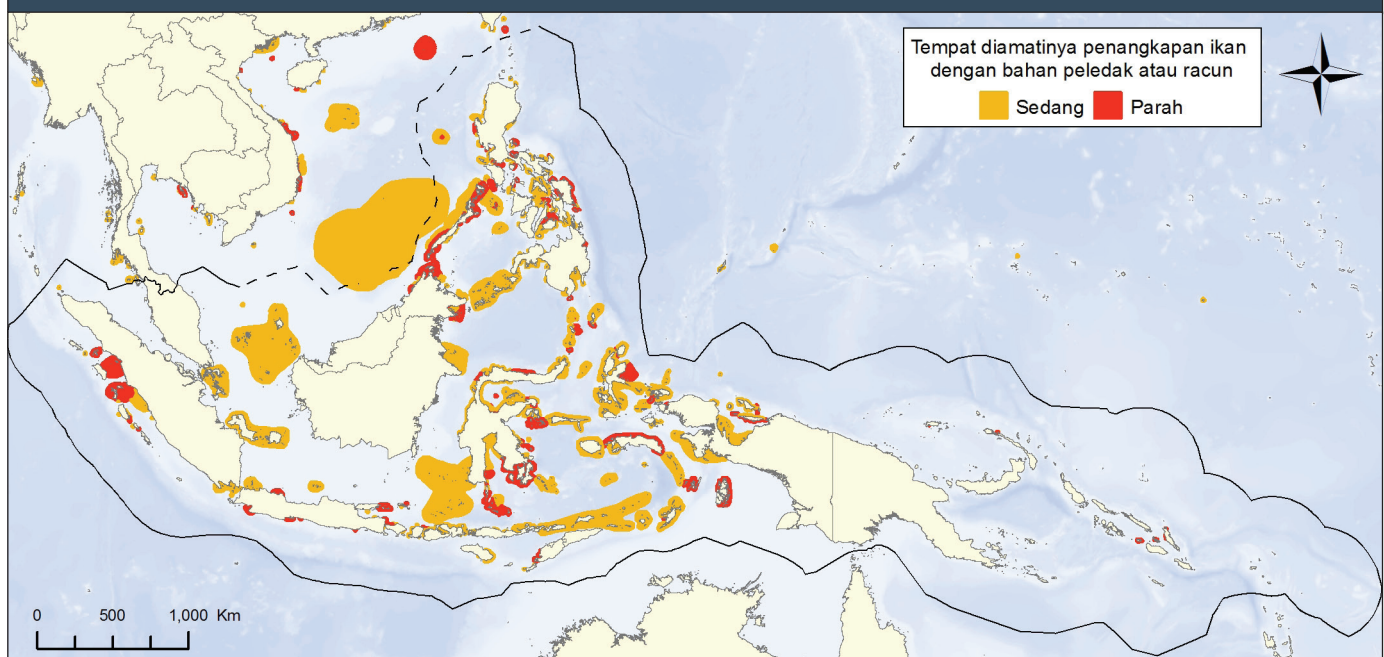 Tempat diamatinya penangkapan ikan
dengan bahan peledak atau racun
Sedang Parah
0 500 1,000 Km